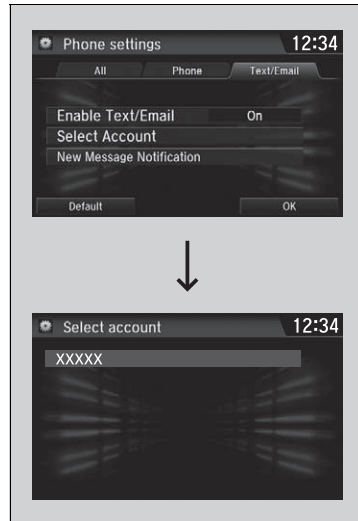 Phone settings 12:34
All Phone Text/Email
Enable Text/Email On
Select Account
New Message Notification
Default OK
Select account 12:34
XXXXX